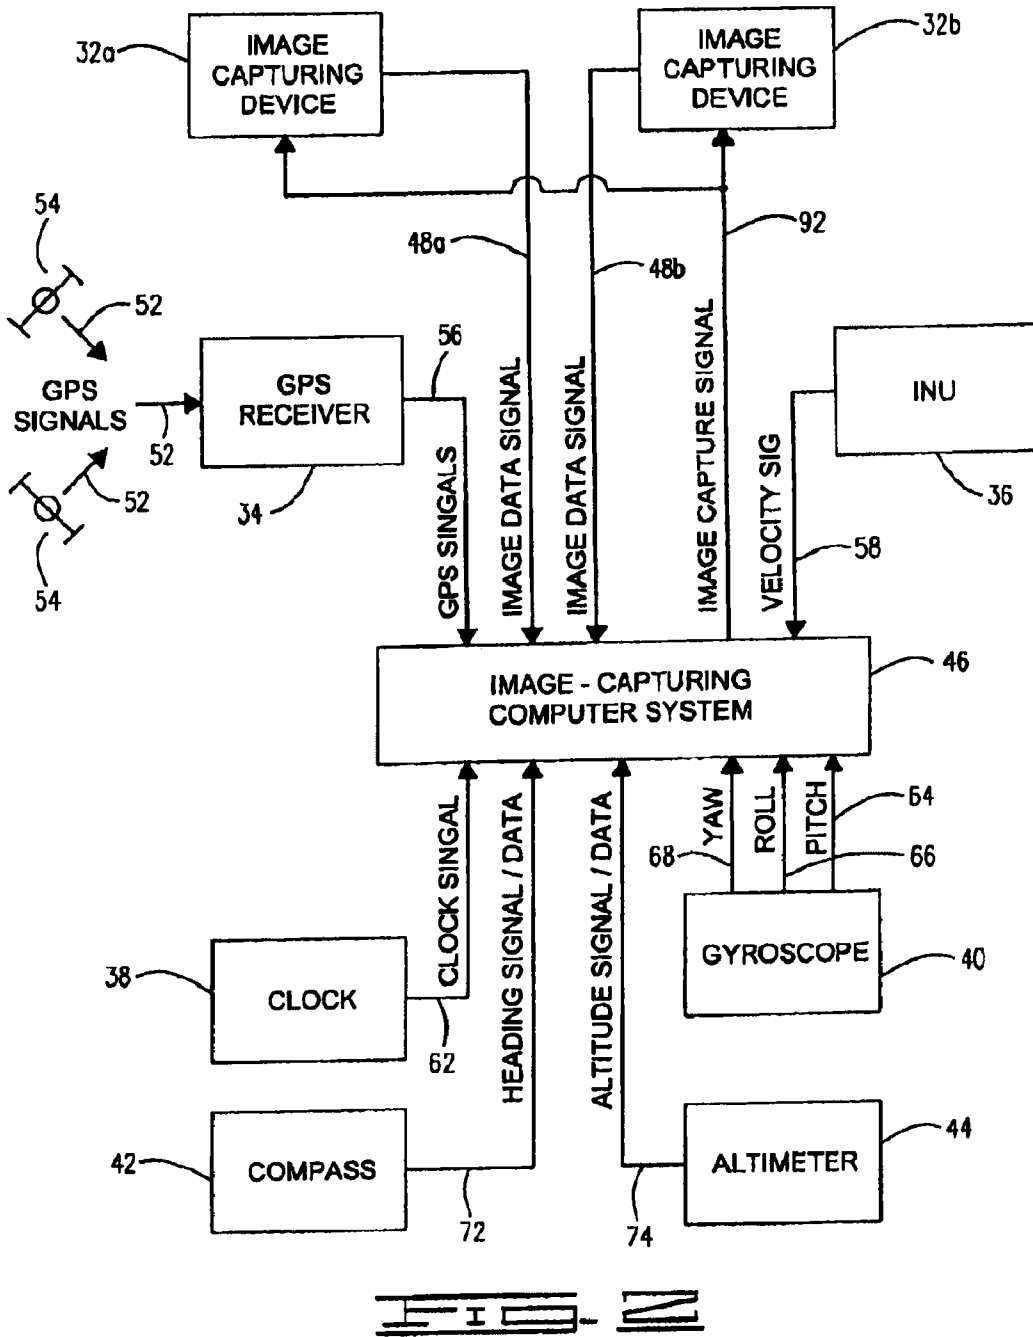 32a
IMAGE
CAPTURING
DEVICE
IMAGE
CAPTURING
DEVICE
32b
54
52
48a
48b
92
GPS
SIGNALS
52
52
54
GPS
RECEIVER
34
56
GPS SINGALS
IMAGE DATA SIGNAL
IMAGE DATA SIGNAL
IMAGE CAPTURE SIGNAL
VELOCITY SIG
58
INU
36
IMAGE - CAPTURING
COMPUTER SYSTEM
46
CLOCK SINGAL
HEADING SIGNAL / DATA
ALTITUDE SIGNAL / DATA
YAW
ROLL
PITCH
64
68
66
GYROSCOPE
40
38
CLOCK
62
42
COMPASS
72
74
ALTIMETER
44
FIG. 2